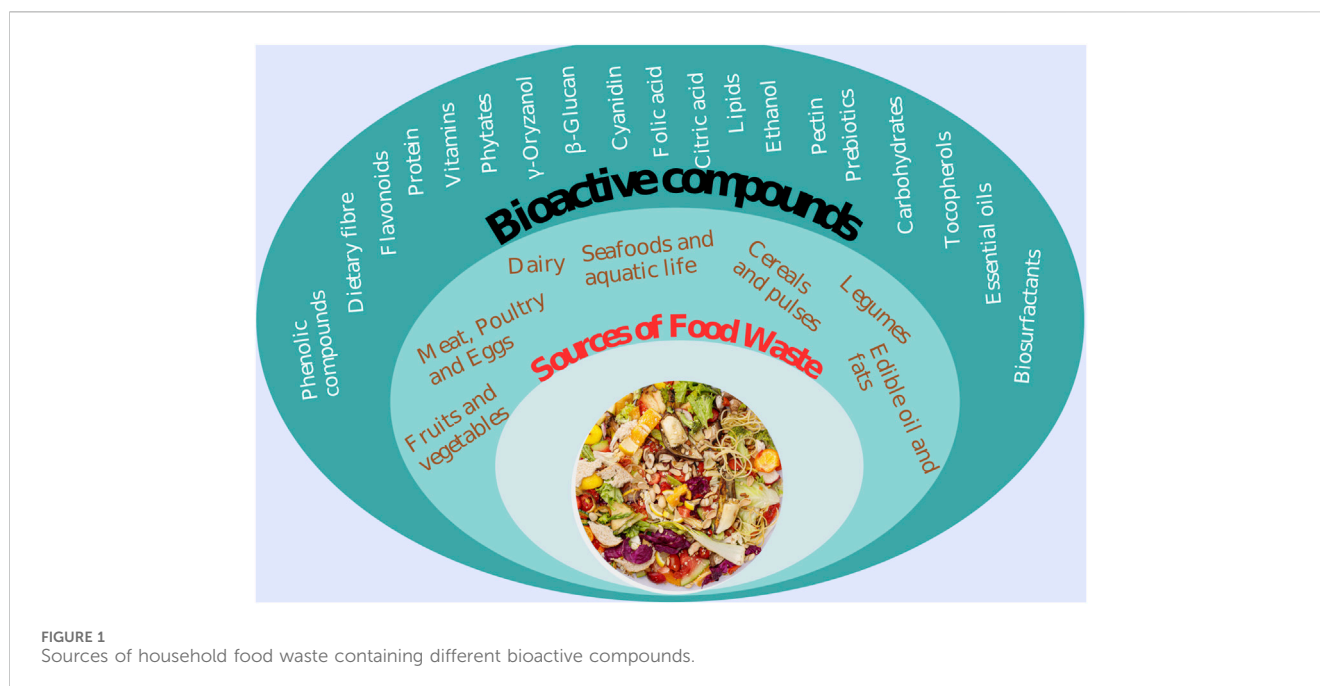 Phenolic
compounds
Dietary fibre
Flavonoids
Protein
Vitamins
Phytates
γ-Oryzanol
β-Glucan
Cyanidin
Folic acid
Citric acid
Lipids
Ethanol
Pectin
Prebiotics
Carbohydrates
Tocopherols
Essential oils
Biosurfactants
Bioactive compounds
Fruits and
vegetables
Meat, Poultry
and Eggs
Dairy
Seafoods and
aquatic life
Cereals
and pulses
Legumes
Edible oil and
fats
Sources of Food Waste
FIGURE 1
Sources of household food waste containing different bioactive compounds.